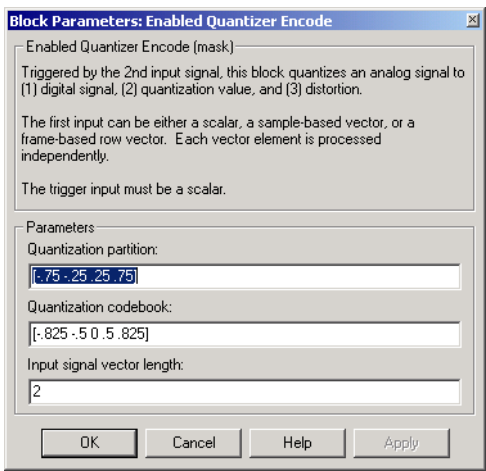 Block Parameters: Enabled Quantizer Encode
Enabled Quantizer Encode (mask)
Triggered by the 2nd input signal, this block quantizes an analog signal to
(1) digital signal, (2) quantization value, and (3) distortion.
The first input can be either a scalar, a sample-based vector, or a
frame-based row vector. Each vector element is processed
independently.
The trigger input must be a scalar.
Parameters
Quantization partition:
[-.75 -.25 .25 .75]
Quantization codebook:
[-.825 -.5 0 .5 .825]
Input signal vector length:
2
OK Cancel Help Apply